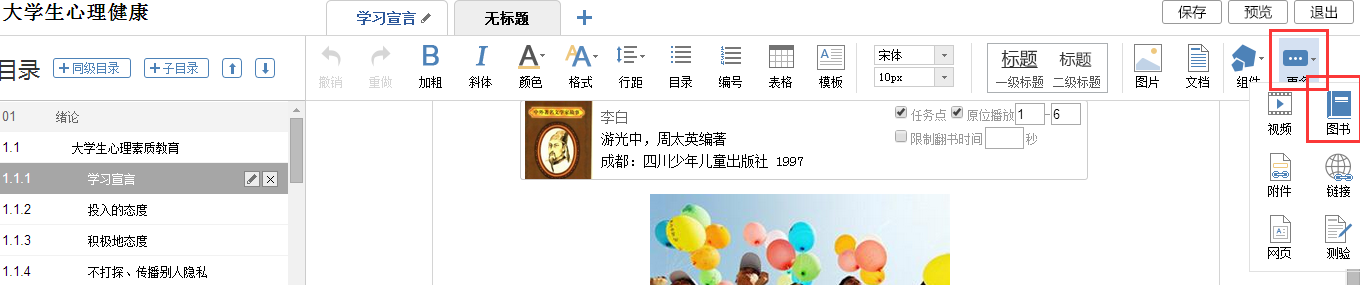 大学生心理健康
学习宣言
无标题
保存 预览 退出
目录 同级目录 子目录
撤销 重做 加粗 斜体 颜色 格式 行距 目录 编号 表格 模板
宋体
10px
标题 一级标题
标题 二级标题
图片 文档 组件 更多
01 绪论
1.1 大学生心理素质教育
1.1.1 学习宣言
1.1.2 投入的态度
1.1.3 积极地态度
1.1.4 不打探、传播别人隐私
李白
游光中，周太英编著
成都：四川少年儿童出版社 1997
任务点 原位播放 1 - 6
限制翻书时间 秒
视频 图书
附件 链接
网页 测验